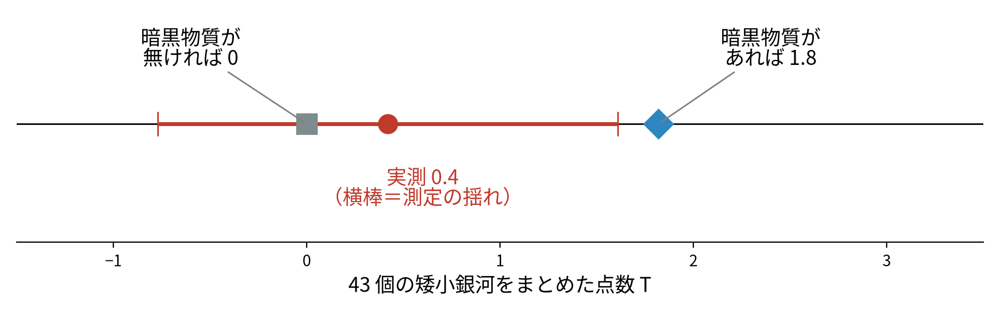 暗黒物質が
無ければ 0
暗黒物質が
あれば 1.8
実測 0.4
（横棒＝測定の揺れ）
−1
0
1
2
3
43 個の矮小銀河をまとめた点数 T